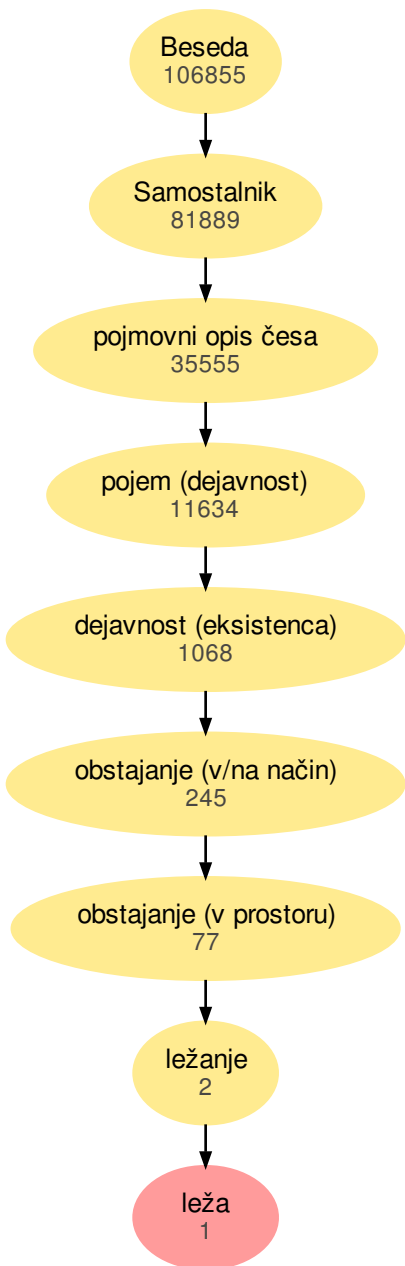 Beseda
106855
Samostalnik
81889
pojmovni opis česa
35555
pojem (dejavnost)
11634
dejavnost (eksistenca)
1068
obstajanje (v/na način)
245
obstajanje (v prostoru)
77
ležanje
2
leža
1